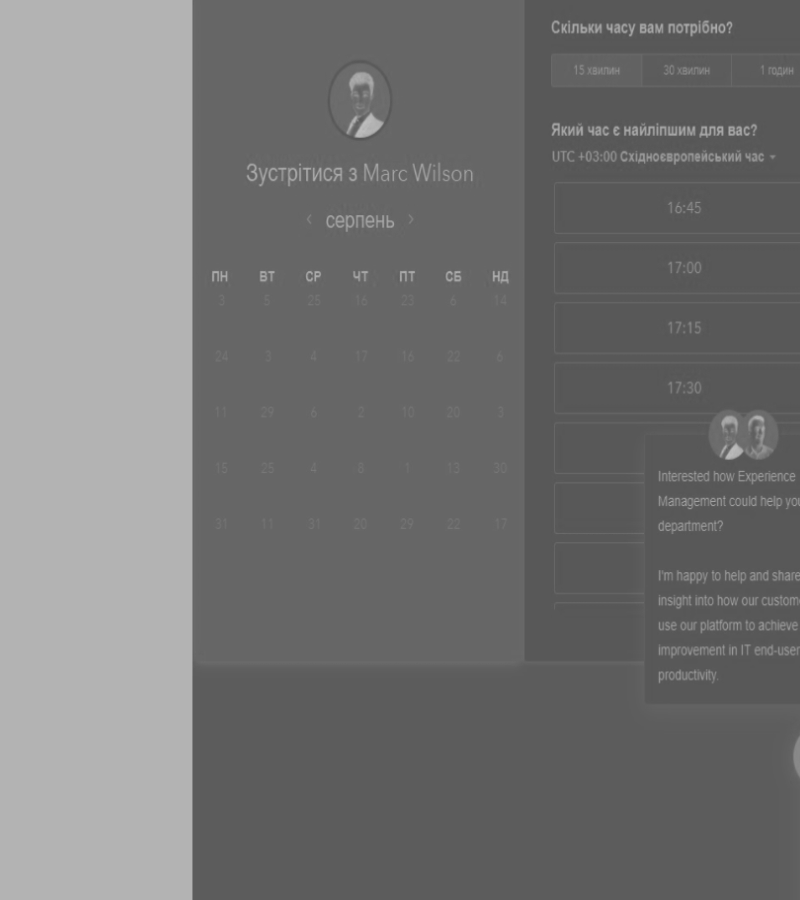 Зустрітися з Marc Wilson
серпень
ПН ВТ СР ЧТ ПТ СБ НД
3 5 25 16 23 6 14
24 3 4 17 16 22 6
11 29 6 2 10 20 3
15 25 4 8 1 13 30
31 11 31 20 29 22 17
Скільки часу вам потрібно?
15 хвилин 30 хвилин 1 годин
Який час є найліпшим для вас?
UTC +03:00 Східноєвропейський час
16:45
17:00
17:15
17:30
Interested how Experience
Management could help you
department?
I'm happy to help and share
insight into how our custome
use our platform to achieve
improvement in IT end-user
productivity.